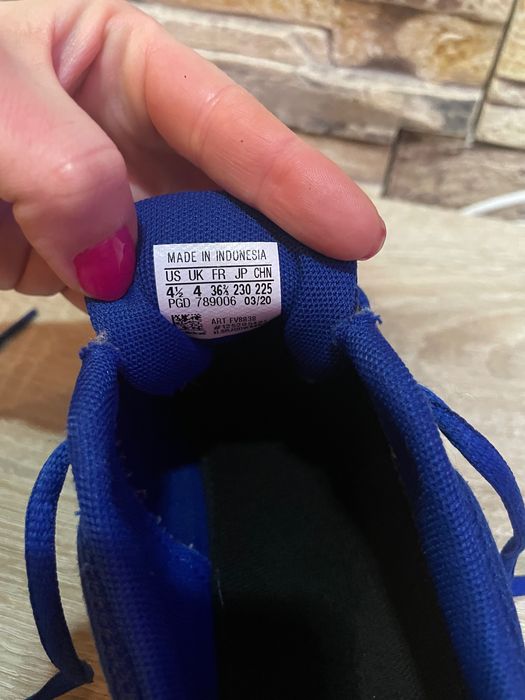 MADE IN INDONESIA
US UK FR JP CHN
4½ 4 36⅔ 230 225
PGD 789006 03/20
ART FV8838